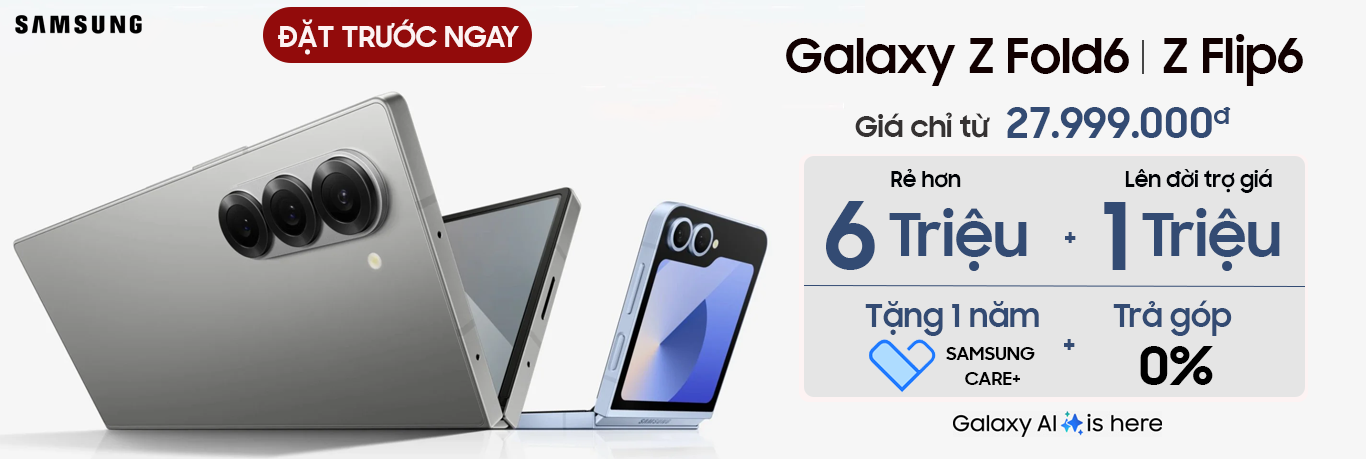 SAMSUNG
ĐẶT TRƯỚC NGAY
Galaxy Z Fold6 | Z Flip6
Giá chỉ từ 27.999.000đ
Rẻ hơn
6 Triệu
+
Lên đời trợ giá
1 Triệu
Tặng 1 năm
SAMSUNG
CARE+
+
Trả góp
0%
Galaxy AI is here
SAMSUNG